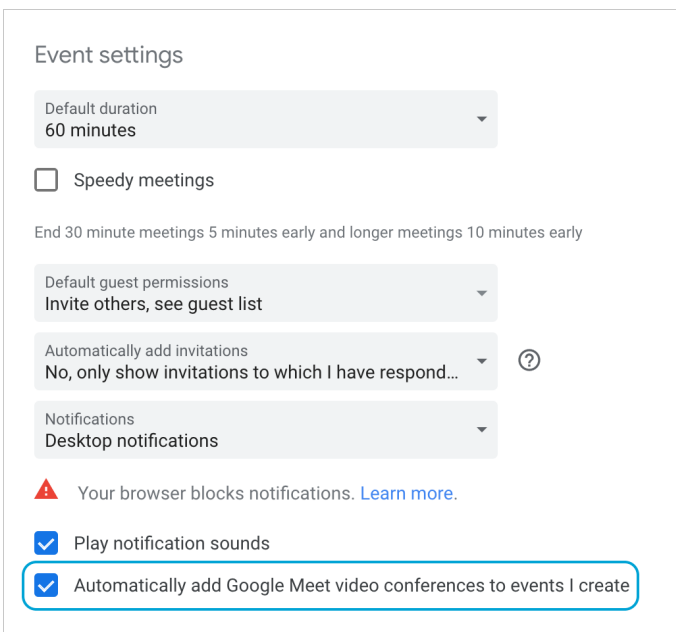 Event settings
Default duration
60 minutes
Speedy meetings
End 30 minute meetings 5 minutes early and longer meetings 10 minutes early
Default guest permissions
Invite others, see guest list
Automatically add invitations
No, only show invitations to which I have respond...
Notifications
Desktop notifications
Your browser blocks notifications. Learn more.
Play notification sounds
Automatically add Google Meet video conferences to events I create